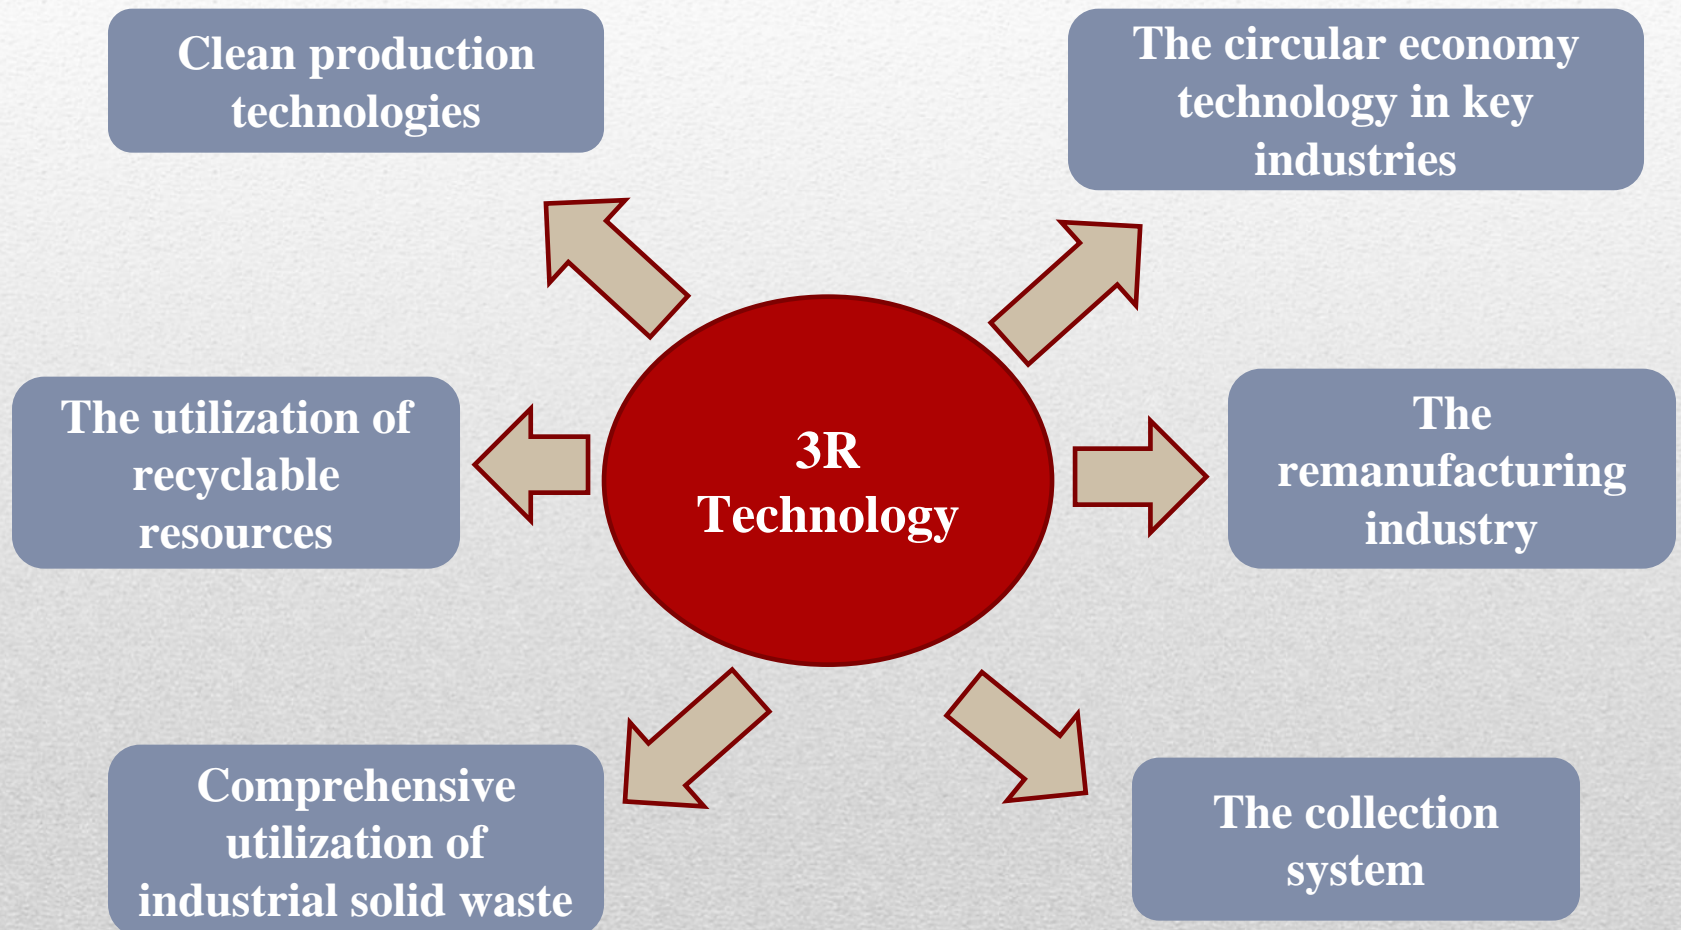 Clean production
technologies
The circular economy
technology in key
industries
The utilization of
recyclable
resources
3R
Technology
The
remanufacturing
industry
Comprehensive
utilization of
industrial solid waste
The collection
system